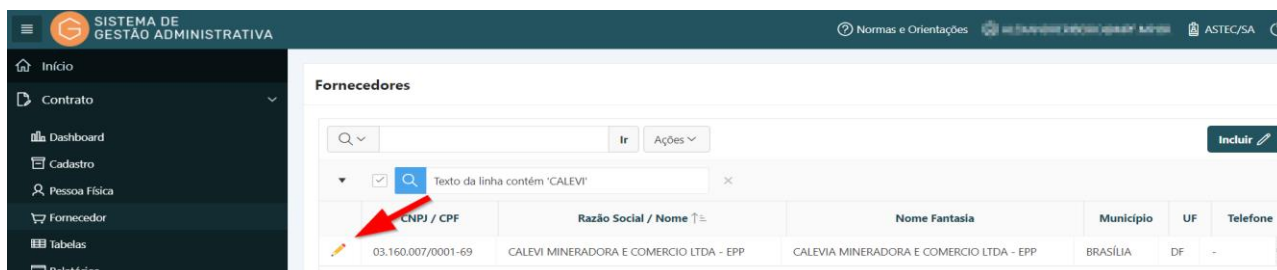 SISTEMA DE
GESTÃO ADMINISTRATIVA
Normas e Orientações
ASTEC/SA
Início
Contrato
Dashboard
Cadastro
Pessoa Física
Fornecedor
Tabelas
Relatórios
Fornecedores
Ir
Ações
Incluir
Texto da linha contém 'CALEVI'
CNPJ / CPF Razão Social / Nome Nome Fantasia Município UF Telefone
03.160.007/0001-69 CALEVI MINERADORA E COMERCIO LTDA - EPP CALEVIA MINERADORA E COMERCIO LTDA - EPP BRASÍLIA DF -